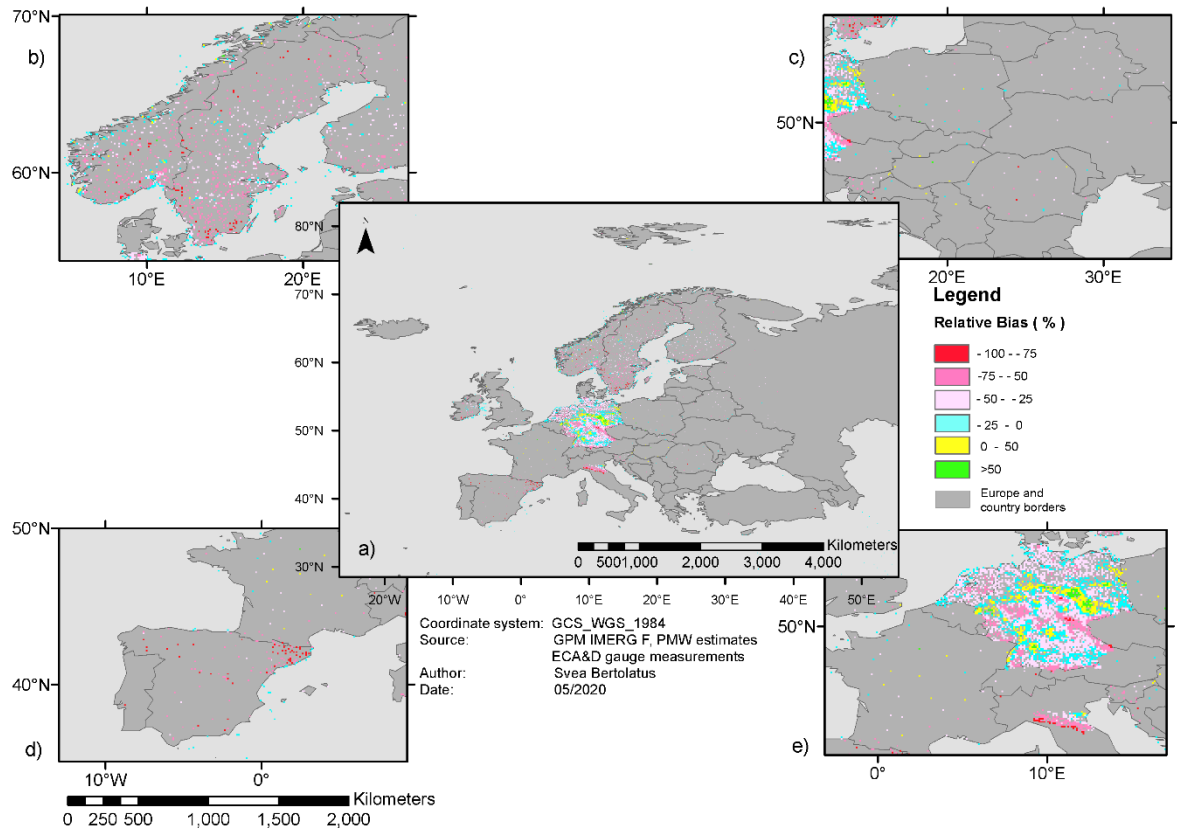 70°N
b)
60°N
10°E
20°E
c)
50°N
20°E
30°E
80°N
70°N
60°N
50°N
40°N
30°N
a)
Kilometers
0 500 1,000 2,000 3,000 4,000
20°W
10°W
0°
10°E
20°E
30°E
40°E
50°E
60°E
Legend
Relative Bias ( % )
- 100 - - 75
-75 - - 50
-50 - - 25
-25 - 0
0 - 50
>50
Europe and
country borders
50°N
40°N
d)
10°W
0°
Kilometers
0 250 500 1,000 1,500 2,000
Coordinate system: GCS_WGS_1984
Source: GPM IMERG F, PMW estimates
ECA&D gauge measurements
Author: Svea Bertolatus
Date: 05/2020
50°N
e)
0°
10°E